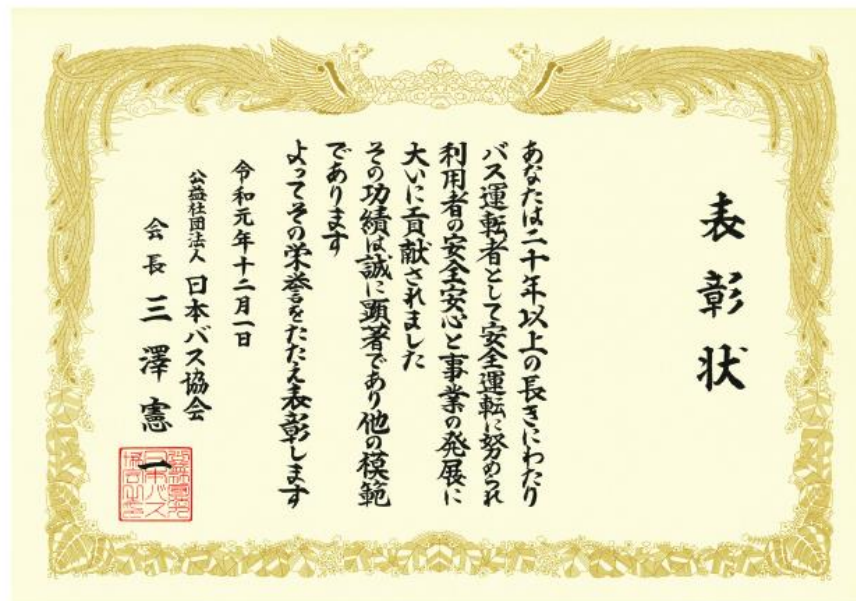 表彰状
あなたは二十年以上の長きにわたり
バス運転者として安全運転に努められ
利用者の安全安心と事業の発展に
大いに貢献されました
その功績は誠に顕著であり他の模範
であります
よってその栄誉をたたえ表彰します
令和元年十二月一日
公益社団法人 日本バス協会
会長 三澤憲一